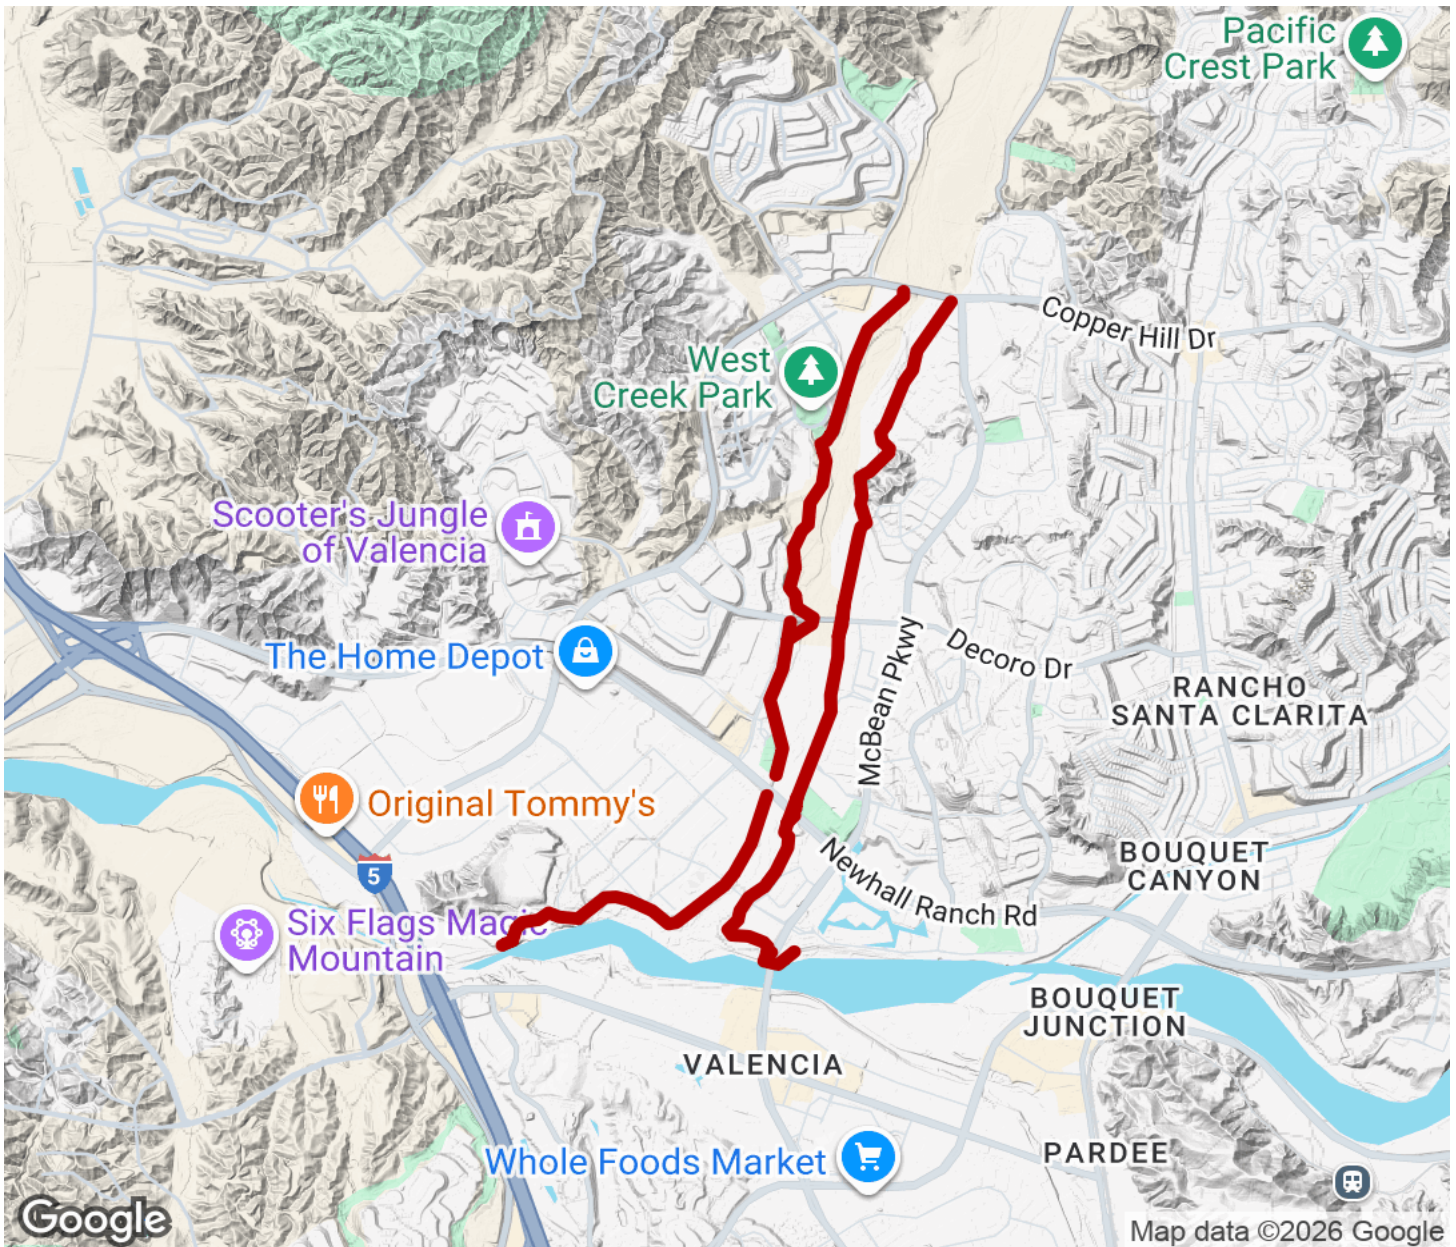 Pacific
Crest Park
Copper Hill Dr
West
Creek Park
Scooter's Jungle
of Valencia
McBean Pkwy
Decoro Dr
The Home Depot
RANCHO
SANTA CLARITA
Original Tommy's
5
Newhall Ranch Rd
BOUQUET
CANYON
Six Flags Magic
Mountain
BOUQUET
JUNCTION
VALENCIA
Whole Foods Market
PARDEE
Google
Map data ©2026 Google